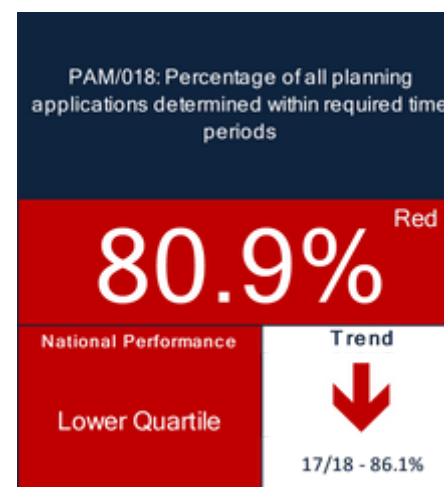 PAM/018: Percentage of all planning
applications determined within required time
periods
Red
80.9%
National Performance
Lower Quartile
Trend
17/18 - 86.1%